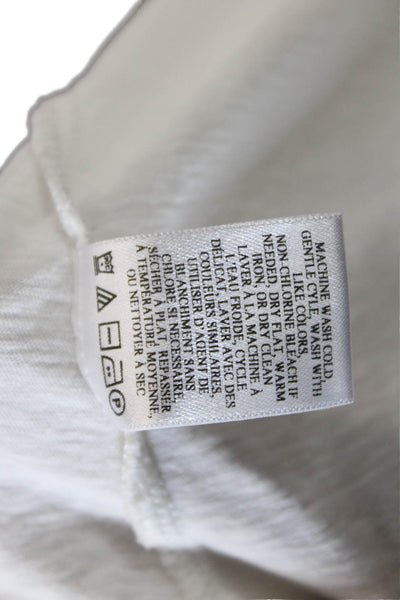 MACHINE WASH COLD,
GENTLE CYLE, WASH WITH
LIKE COLORS,
NON-CHLORINE BLEACH IF
NEEDED, DRY FLAT, WARM
IRON, OR DRY CLEAN
LAVER À LA MACHINE À
L'EAU FROIDE, CYCLE
DÉLICAT, LAVER AVEC DES
COULEURS SIMILAIRES,
UTILISER D'AGENT DE
BLANCHIMENT SANS
CHLORE SI NECESSAIRE,
SÉCHER À PLAT, REPASSER
À TEMPÉRATURE MOYENNE,
OU NETTOYER À SEC
P